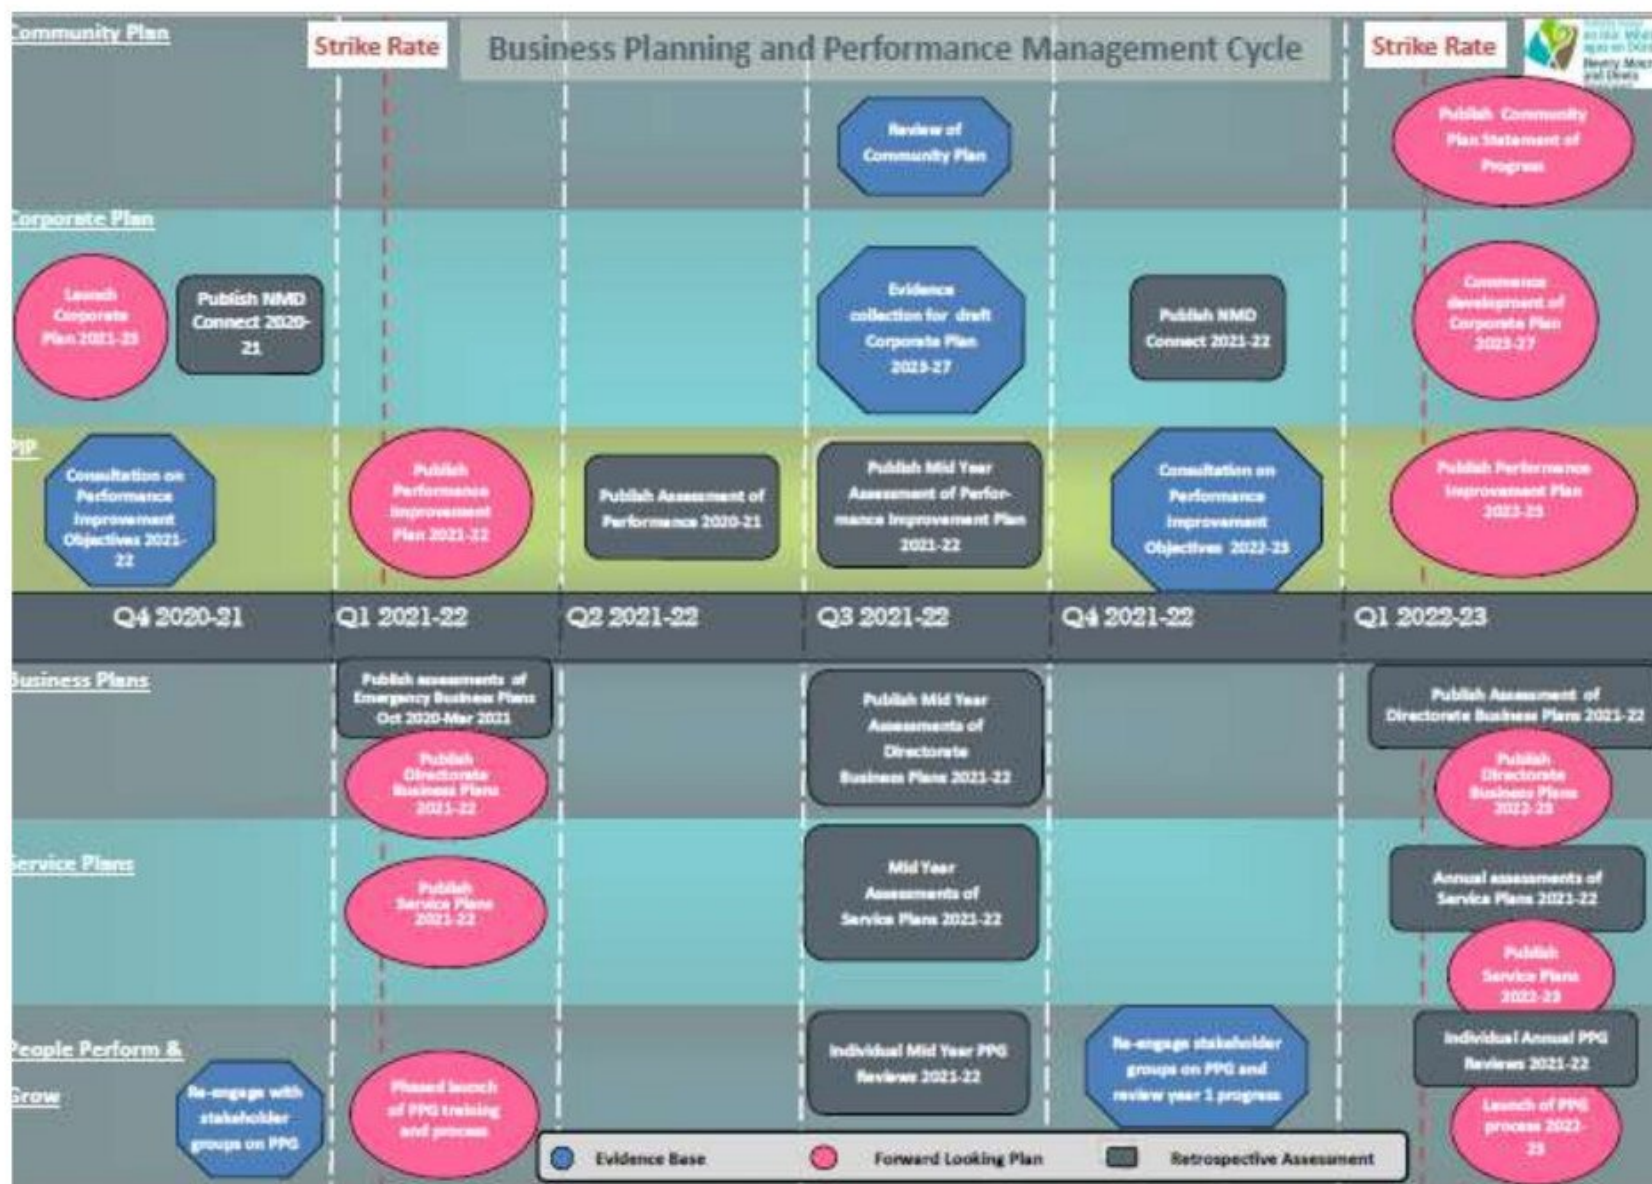 Community Plan
Strike Rate
Business Planning and Performance Management Cycle
Strike Rate
Review of
Community Plan
Publish Community
Plan Statement of
Progress
Corporate Plan
Launch
Corporate
Plan 2021-23
Publish NMD
Connect 2020-
21
Evidence
collection for draft
Corporate Plan
2023-27
Publish NMD
Connect 2021-22
Commence
development of
Corporate Plan
2023-27
PIP
Consultation on
Performance
Improvement
Objectives 2021-
22
Publish
Performance
Improvement
Plan 2021-22
Publish Assessment of
Performance 2020-21
Publish Mid Year
Assessment of Perfor-
mance Improvement Plan
2021-22
Consultation on
Performance
Improvement
Objectives 2022-23
Publish Performance
Improvement Plan
2022-23
Q4 2020-21
Q1 2021-22
Q2 2021-22
Q3 2021-22
Q4 2021-22
Q1 2022-23
Business Plans
Publish assessments of
Emergency Business Plans
Oct 2020-Mar 2021
Publish
Directorate
Business Plans
2021-22
Publish Mid Year
Assessments of
Directorate
Business Plans 2021-22
Publish Assessment of
Directorate Business Plans 2021-22
Publish
Directorate
Business Plans
2022-23
Service Plans
Publish
Service Plans
2021-22
Mid Year
Assessments of
Service Plans 2021-22
Annual assessments of
Service Plans 2021-22
Publish
Service Plans
2022-23
People Perform &
Grow
Re-engage with
stakeholder
groups on PPG
Phased launch
of PPG training
and process
Individual Mid Year PPG
Reviews 2021-22
Re-engage stakeholder
groups on PPG and
review year 1 progress
Individual Annual PPG
Reviews 2021-22
Launch of PPG
process 2022-
23
Evidence Base
Forward Looking Plan
Retrospective Assessment